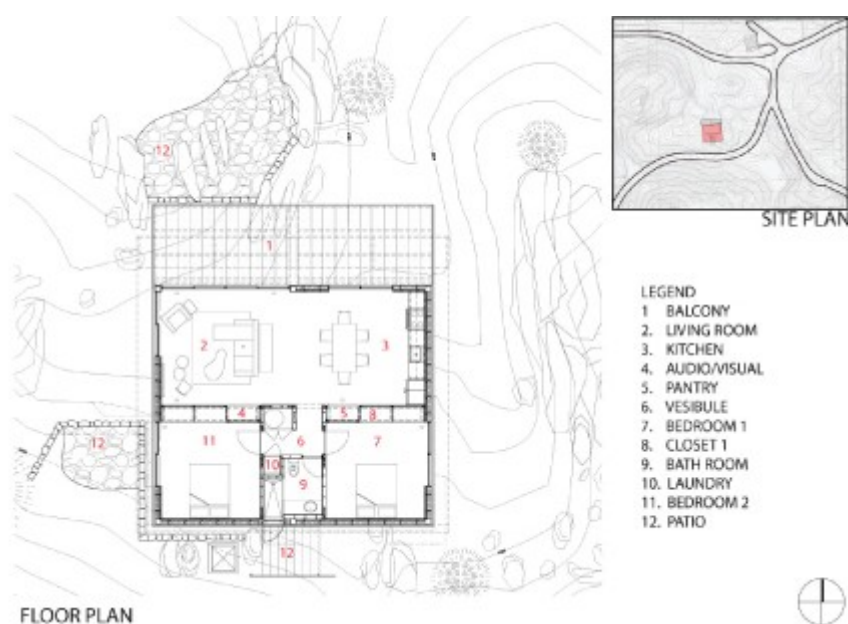 12
1
2
3
4
5
8
11
6
7
12
10
9
12
FLOOR PLAN
SITE PLAN
LEGEND
1 BALCONY
2. LIVING ROOM
3. KITCHEN
4. AUDIO/VISUAL
5. PANTRY
6. VESIBULE
7. BEDROOM 1
8. CLOSET 1
9. BATH ROOM
10. LAUNDRY
11. BEDROOM 2
12. PATIO